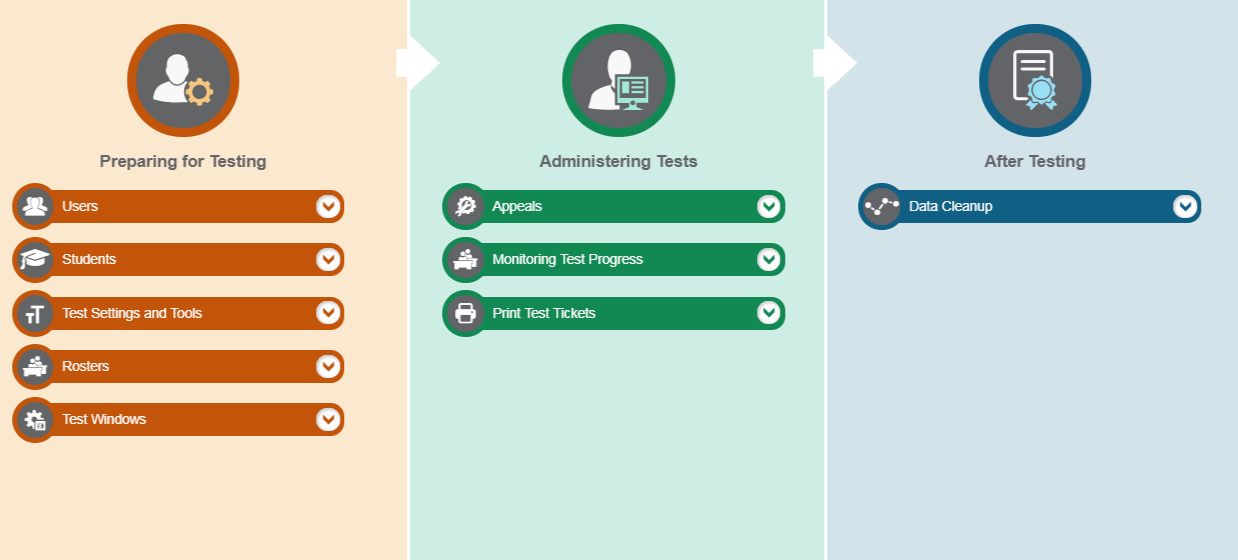 Preparing for Testing
Users
Students
Test Settings and Tools
Rosters
Test Windows
Administering Tests
Appeals
Monitoring Test Progress
Print Test Tickets
After Testing
Data Cleanup